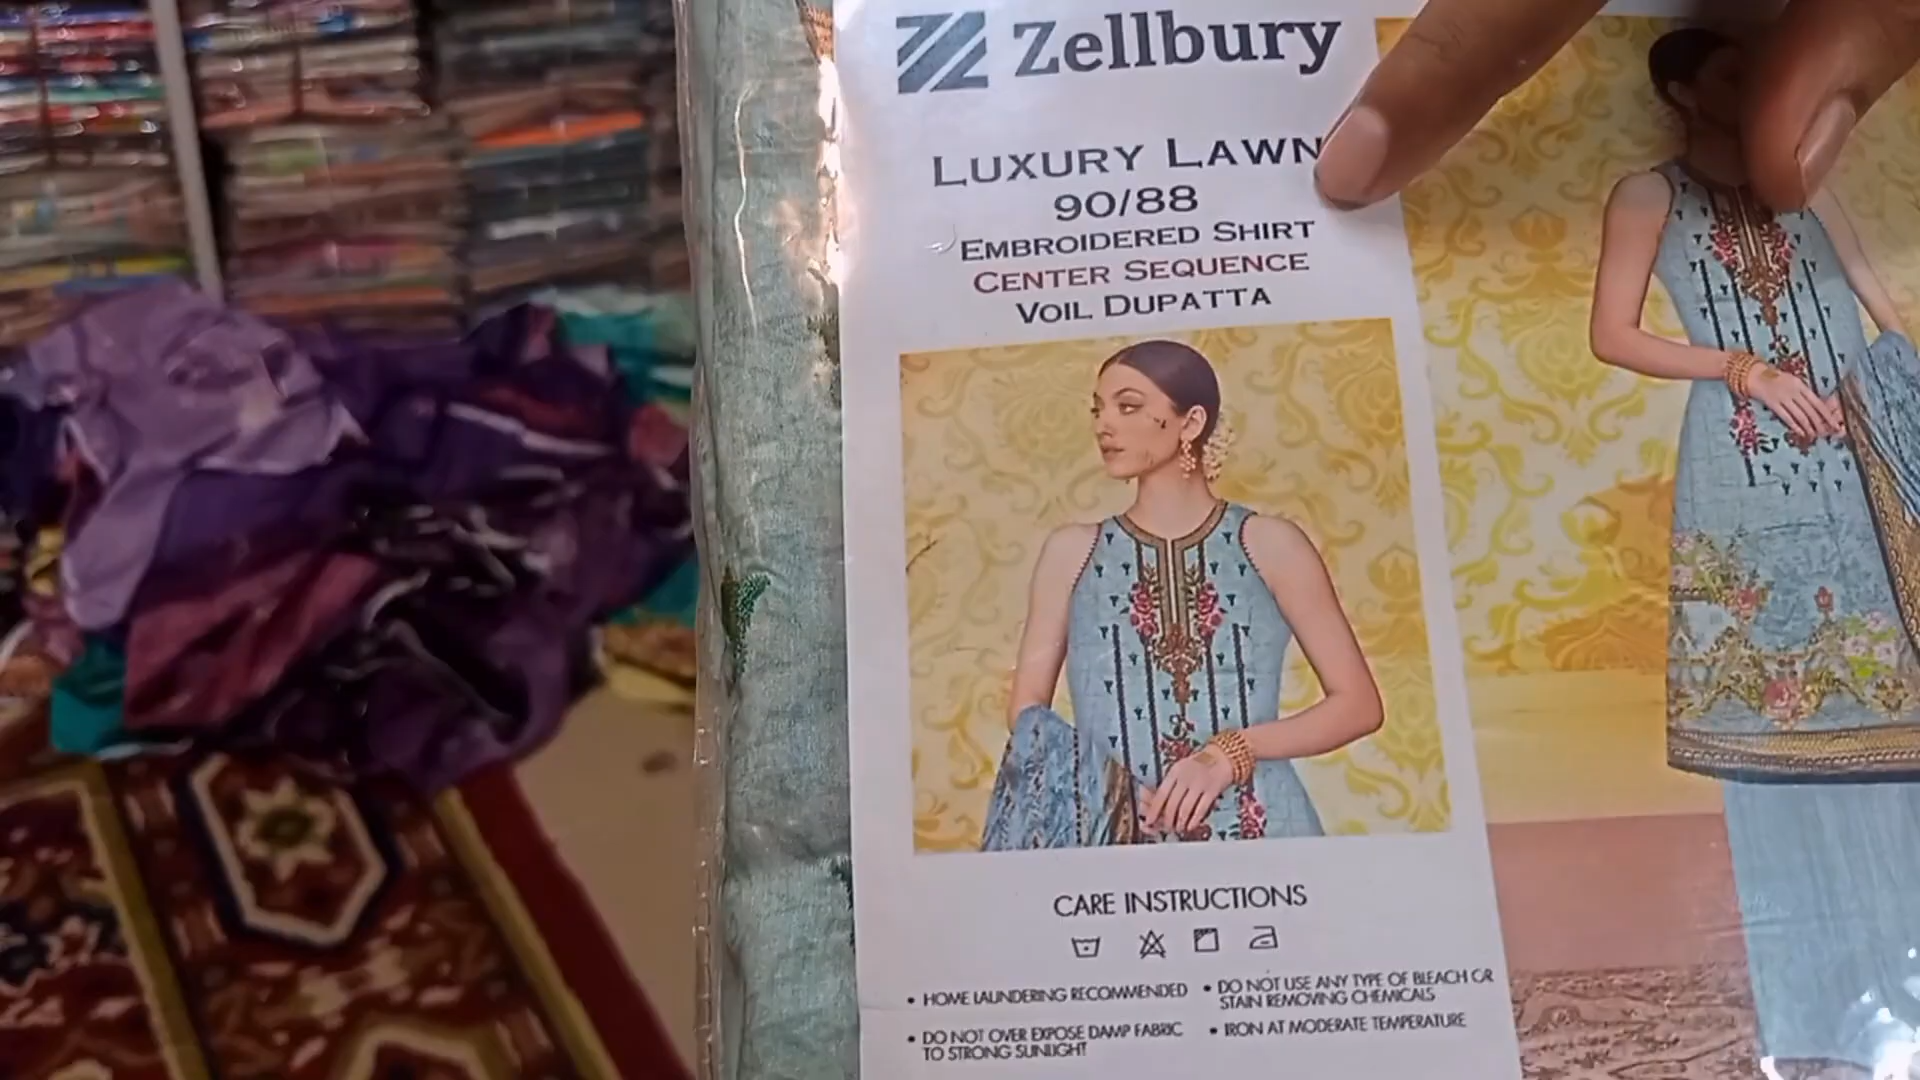 Zellbury
LUXURY LAWN
90/88
EMBROIDERED SHIRT
CENTER SEQUENCE
VOIL DUPATTA
CARE INSTRUCTIONS
• HOME LAUNDERING RECOMMENDED
• DO NOT OVER EXPOSE DAMP FABRIC
TO STRONG SUNLIGHT
• DO NOT USE ANY TYPE OF BLEACH OR
STAIN REMOVING CHEMICALS
• IRON AT MODERATE TEMPERATURE